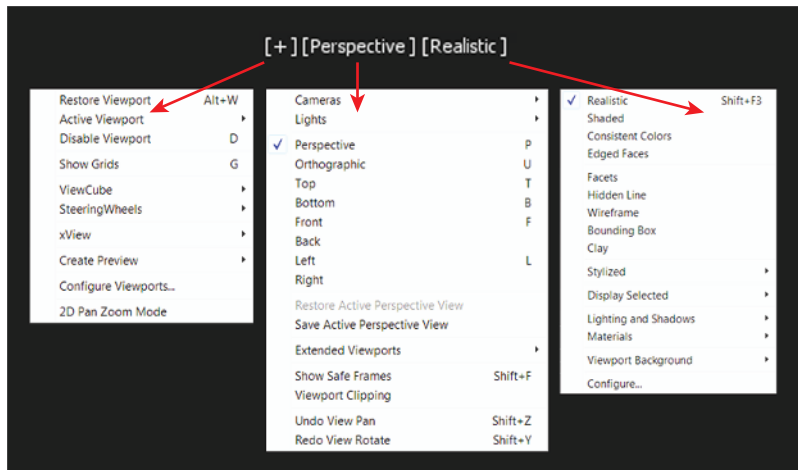 [+] [Perspective] [Realistic]
Restore Viewport Alt+W
Active Viewport
Disable Viewport D
Show Grids G
ViewCube
SteeringWheels
xView
Create Preview
Configure Viewports...
2D Pan Zoom Mode
Cameras
Lights
Perspective P
Orthographic U
Top T
Bottom B
Front F
Back
Left L
Right
Restore Active Perspective View
Save Active Perspective View
Extended Viewports
Show Safe Frames Shift+F
Viewport Clipping
Undo View Pan Shift+Z
Redo View Rotate Shift+Y
Realistic Shift+F3
Shaded
Consistent Colors
Edged Faces
Facets
Hidden Line
Wireframe
Bounding Box
Clay
Stylized
Display Selected
Lighting and Shadows
Materials
Viewport Background
Configure...